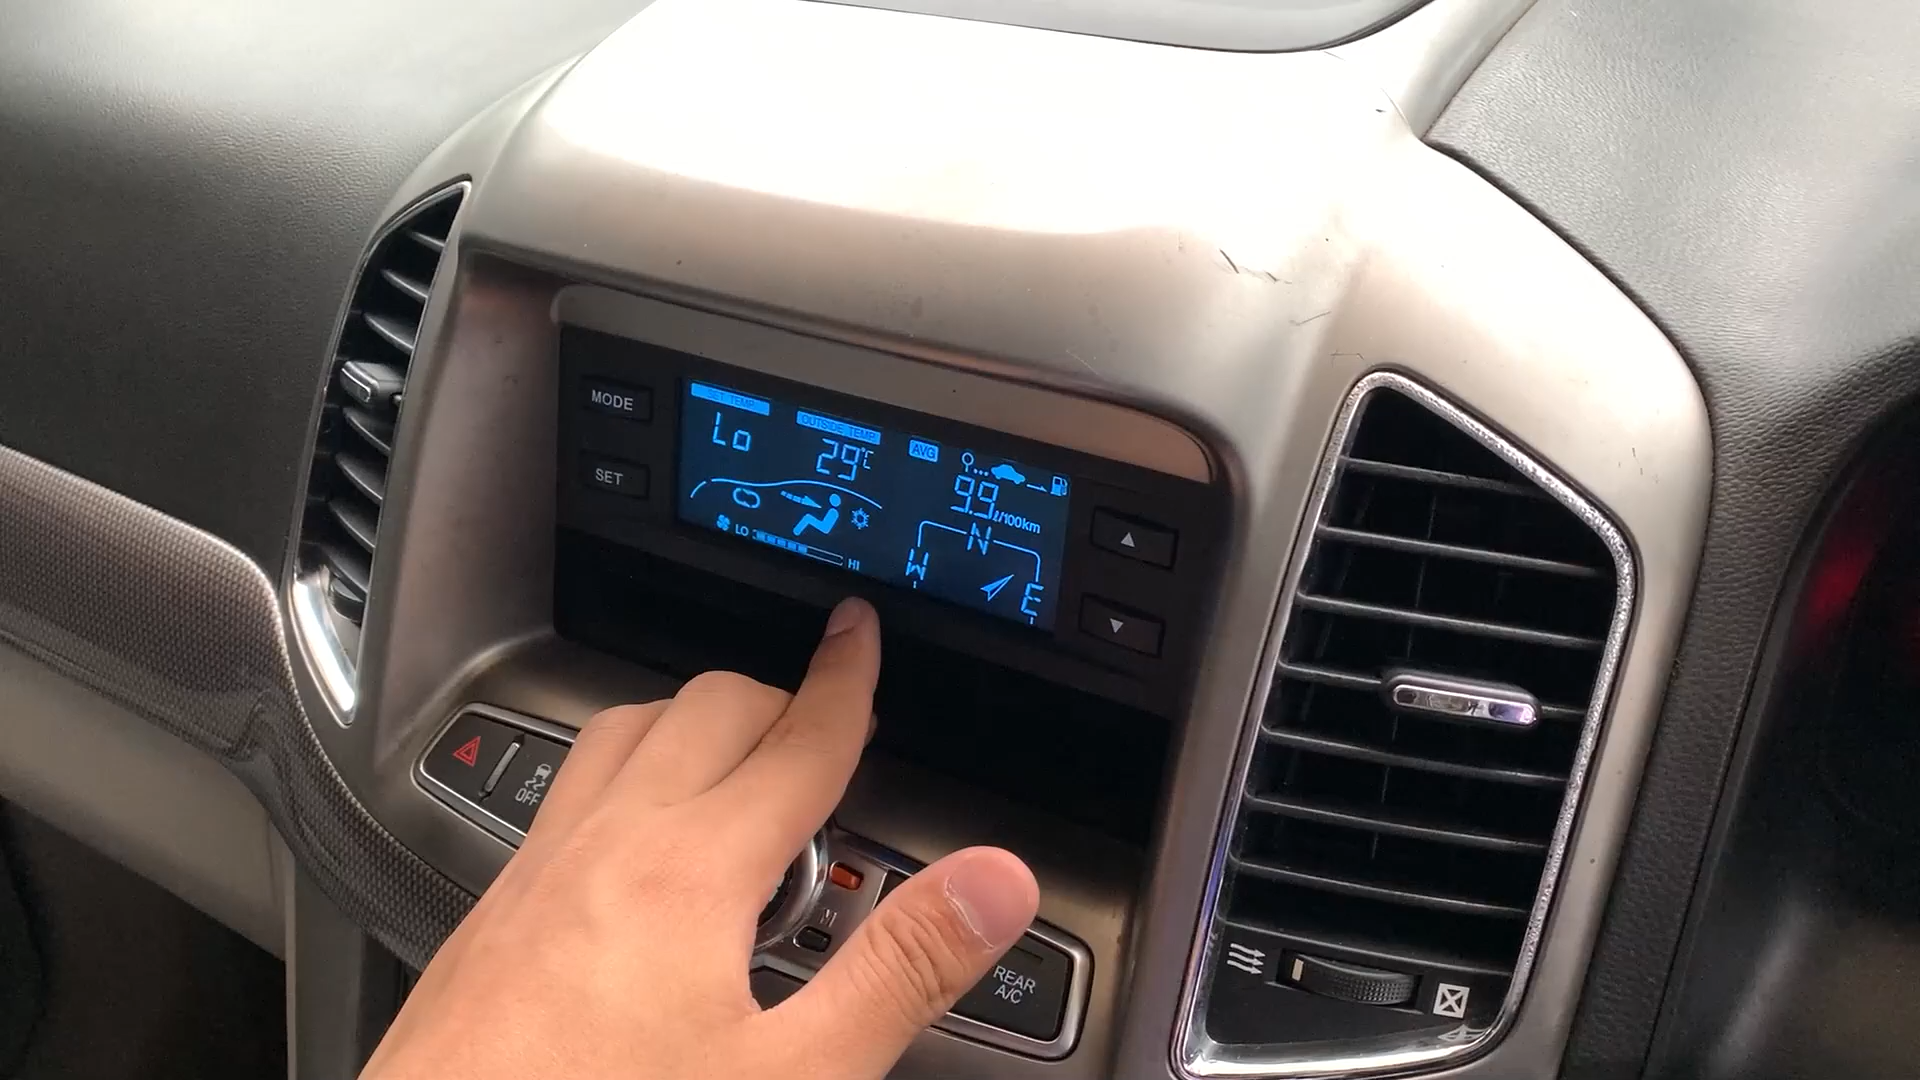 MODE
SET
SET TEMP
Lo
OUTSIDE TEMP
29°C
AVG
9.9 ℓ/100km
LO
HI
N
W
E
▲
▼
OFF
REAR
A/C